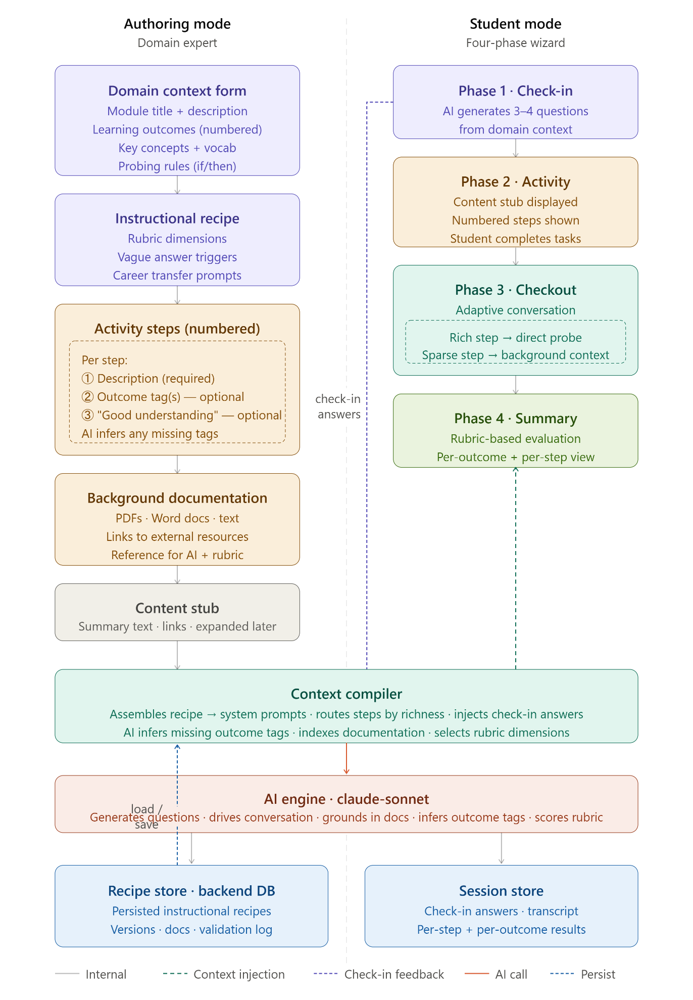 Authoring mode
Domain expert
Student mode
Four-phase wizard
Domain context form
Module title + description
Learning outcomes (numbered)
Key concepts + vocab
Probing rules (if/then)
Instructional recipe
Rubric dimensions
Vague answer triggers
Career transfer prompts
Activity steps (numbered)
Per step:
① Description (required)
② Outcome tag(s) — optional
③ "Good understanding" — optional
AI infers any missing tags
Background documentation
PDFs · Word docs · text
Links to external resources
Reference for AI + rubric
Content stub
Summary text · links · expanded later
Phase 1 · Check-in
AI generates 3–4 questions
from domain context
Phase 2 · Activity
Content stub displayed
Numbered steps shown
Student completes tasks
Phase 3 · Checkout
Adaptive conversation
Rich step → direct probe
Sparse step → background context
Phase 4 · Summary
Rubric-based evaluation
Per-outcome + per-step view
check-in
answers
Context compiler
Assembles recipe → system prompts · routes steps by richness · injects check-in answers
AI infers missing outcome tags · indexes documentation · selects rubric dimensions
AI engine · claude-sonnet
Generates questions · drives conversation · grounds in docs · infers outcome tags · scores rubric
load /
save
Recipe store · backend DB
Persisted instructional recipes
Versions · docs · validation log
Session store
Check-in answers · transcript
Per-step + per-outcome results
Internal
Context injection
Check-in feedback
AI call
Persist